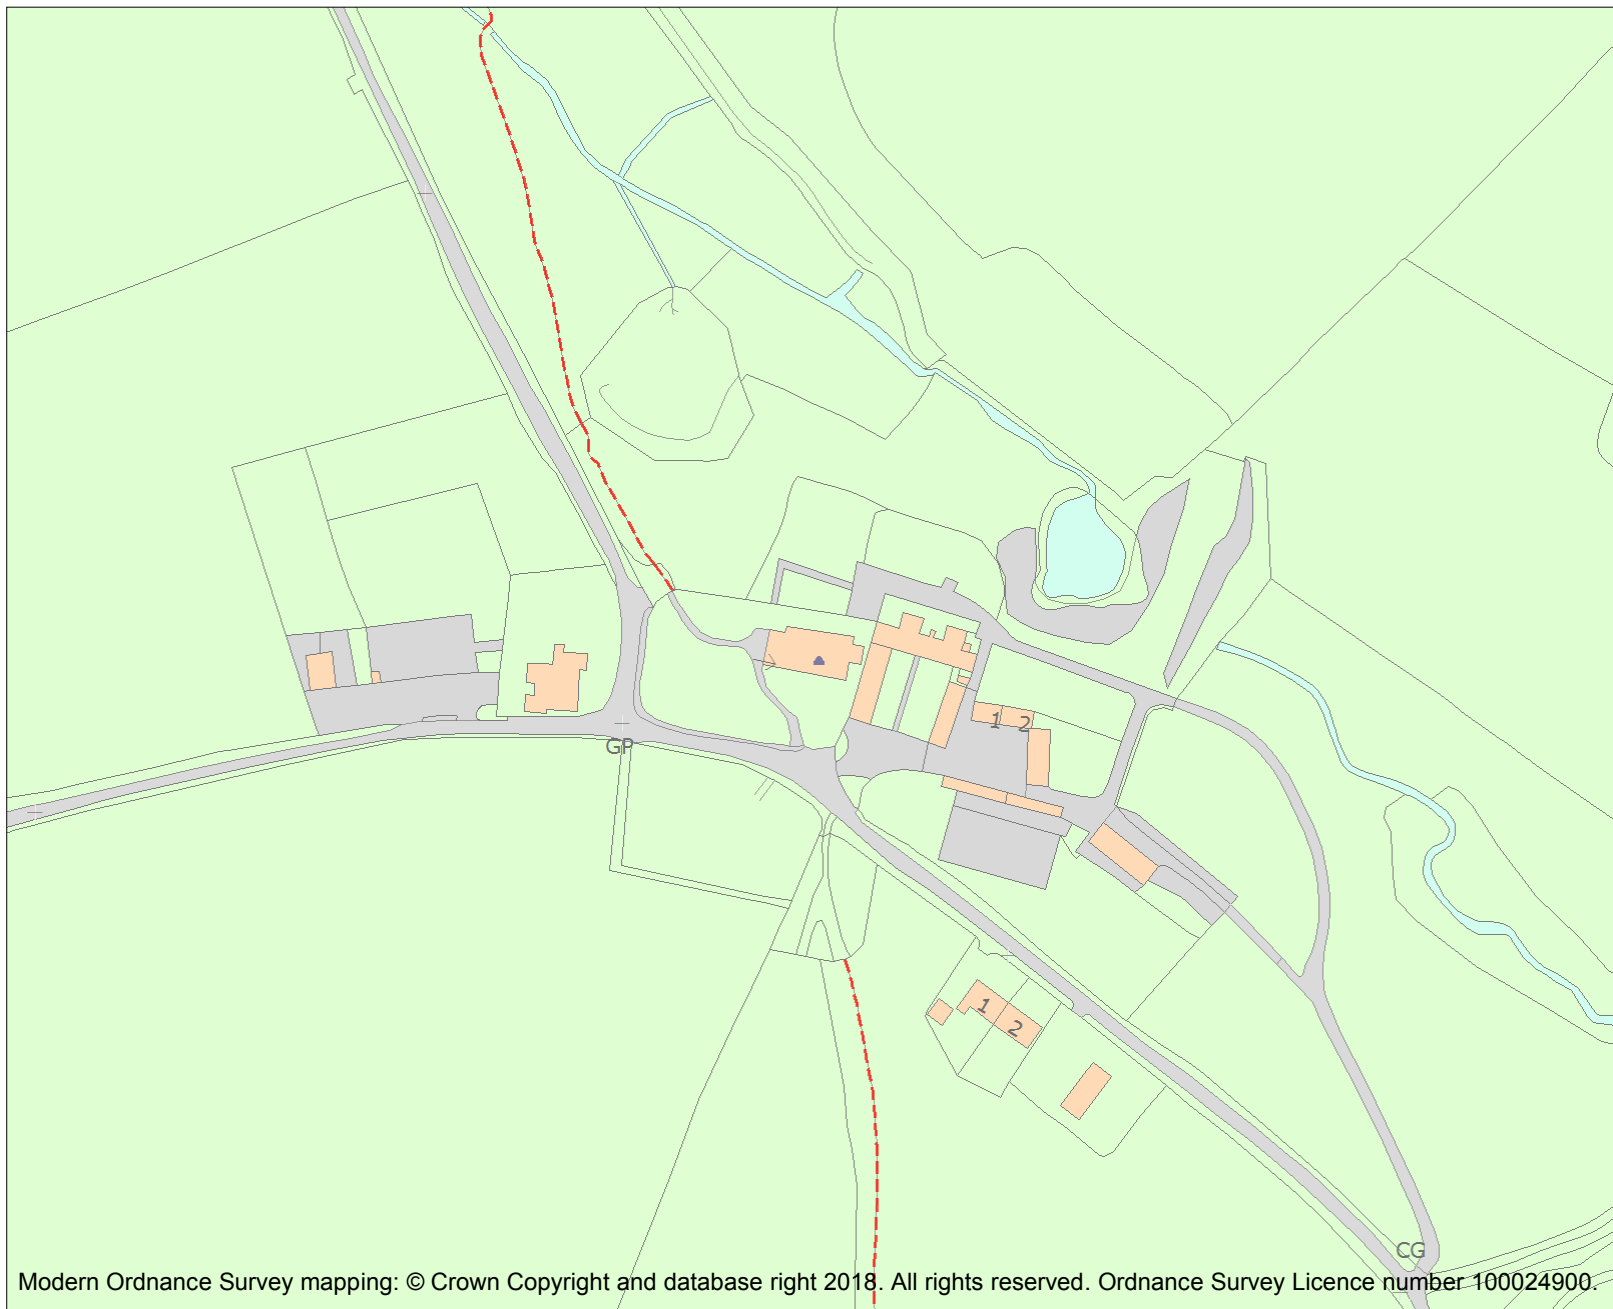 1 2
GP
1
2
CG
Modern Ordnance Survey mapping: © Crown Copyright and database right 2018. All rights reserved. Ordnance Survey Licence number 100024900.